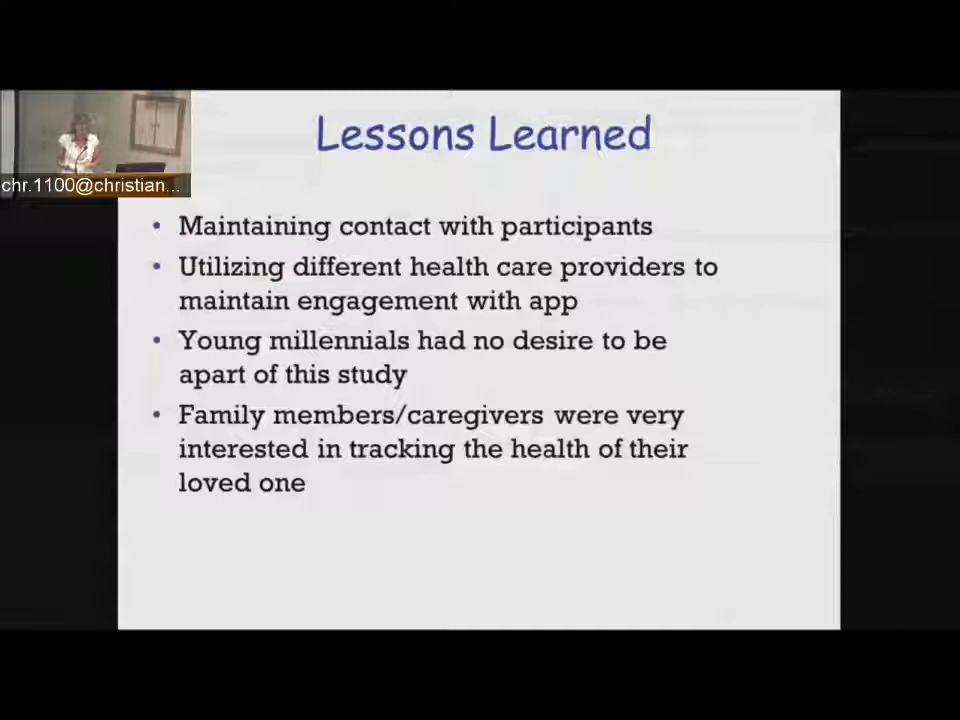 Lessons Learned
chr.1100@christian...
• Maintaining contact with participants
• Utilizing different health care providers to
maintain engagement with app
• Young millennials had no desire to be
apart of this study
• Family members/caregivers were very
interested in tracking the health of their
loved one